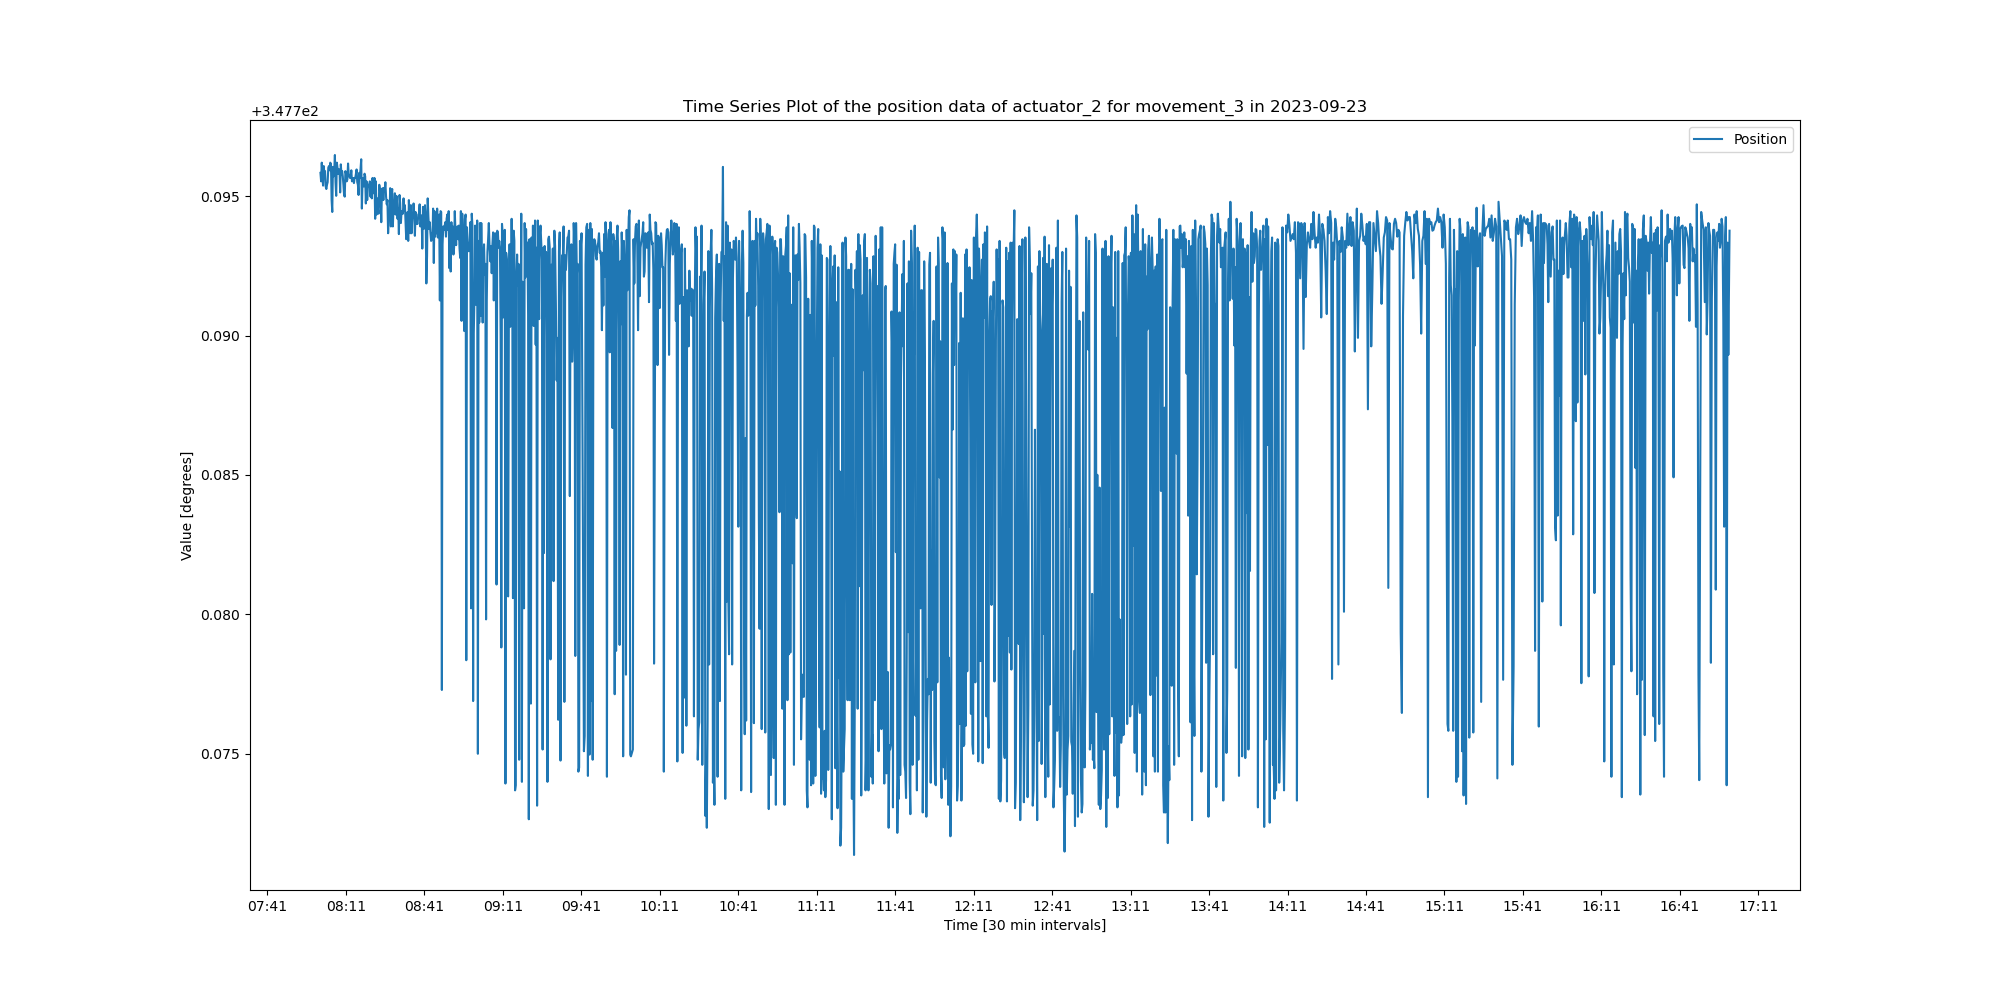 Time Series Plot of the position data of actuator_2 for movement_3 in 2023-09-23
+3.477e2
Position
0.095
0.090
0.085
0.080
0.075
Value [degrees]
07:41 08:11 08:41 09:11 09:41 10:11 10:41 11:11 11:41 12:11 12:41 13:11 13:41 14:11 14:41 15:11 15:41 16:11 16:41 17:11
Time [30 min intervals]